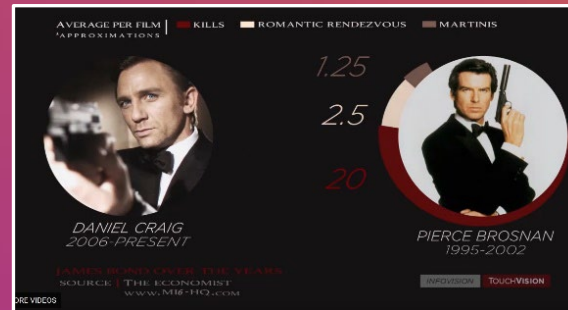 AVERAGE PER FILM | KILLS ROMANTIC RENDEZVOUS MARTINIS
*APPROXIMATIONS
1.25
2.5
20
DANIEL CRAIG
2006-PRESENT
PIERCE BROSNAN
1995-2002
JAMES BOND OVER THE YEARS
SOURCE | THE ECONOMIST
WWW.MI6-HQ.COM
INFOVISION TOUCHVISION
ORE VIDEOS